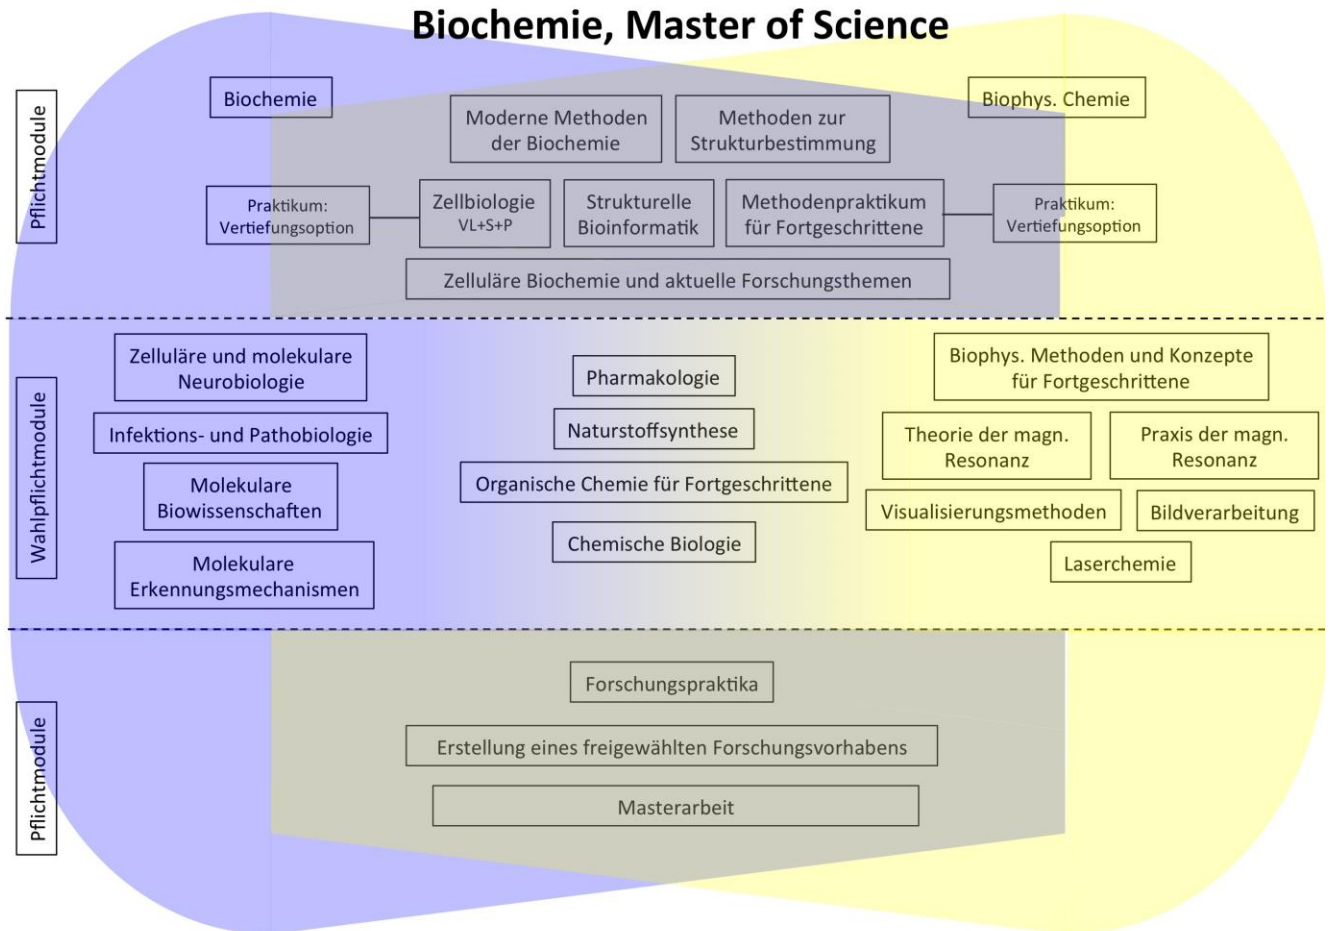 Biochemie, Master of Science
Pflichtmodule
Biochemie
Biophys. Chemie
Moderne Methoden
der Biochemie
Methoden zur
Strukturbestimmung
Praktikum:
Vertiefungsoption
Zellbiologie
VL+S+P
Strukturelle
Bioinformatik
Methodenpraktikum
für Fortgeschrittene
Praktikum:
Vertiefungsoption
Zelluläre Biochemie und aktuelle Forschungsthemen
Wahlpflichtmodule
Zelluläre und molekulare
Neurobiologie
Infektions- und Pathobiologie
Molekulare
Biowissenschaften
Molekulare
Erkennungsmechanismen
Pharmakologie
Naturstoffsynthese
Organische Chemie für Fortgeschrittene
Chemische Biologie
Biophys. Methoden und Konzepte
für Fortgeschrittene
Theorie der magn.
Resonanz
Praxis der magn.
Resonanz
Visualisierungsmethoden
Bildverarbeitung
Laserchemie
Pflichtmodule
Forschungspraktika
Erstellung eines freigewählten Forschungsvorhabens
Masterarbeit